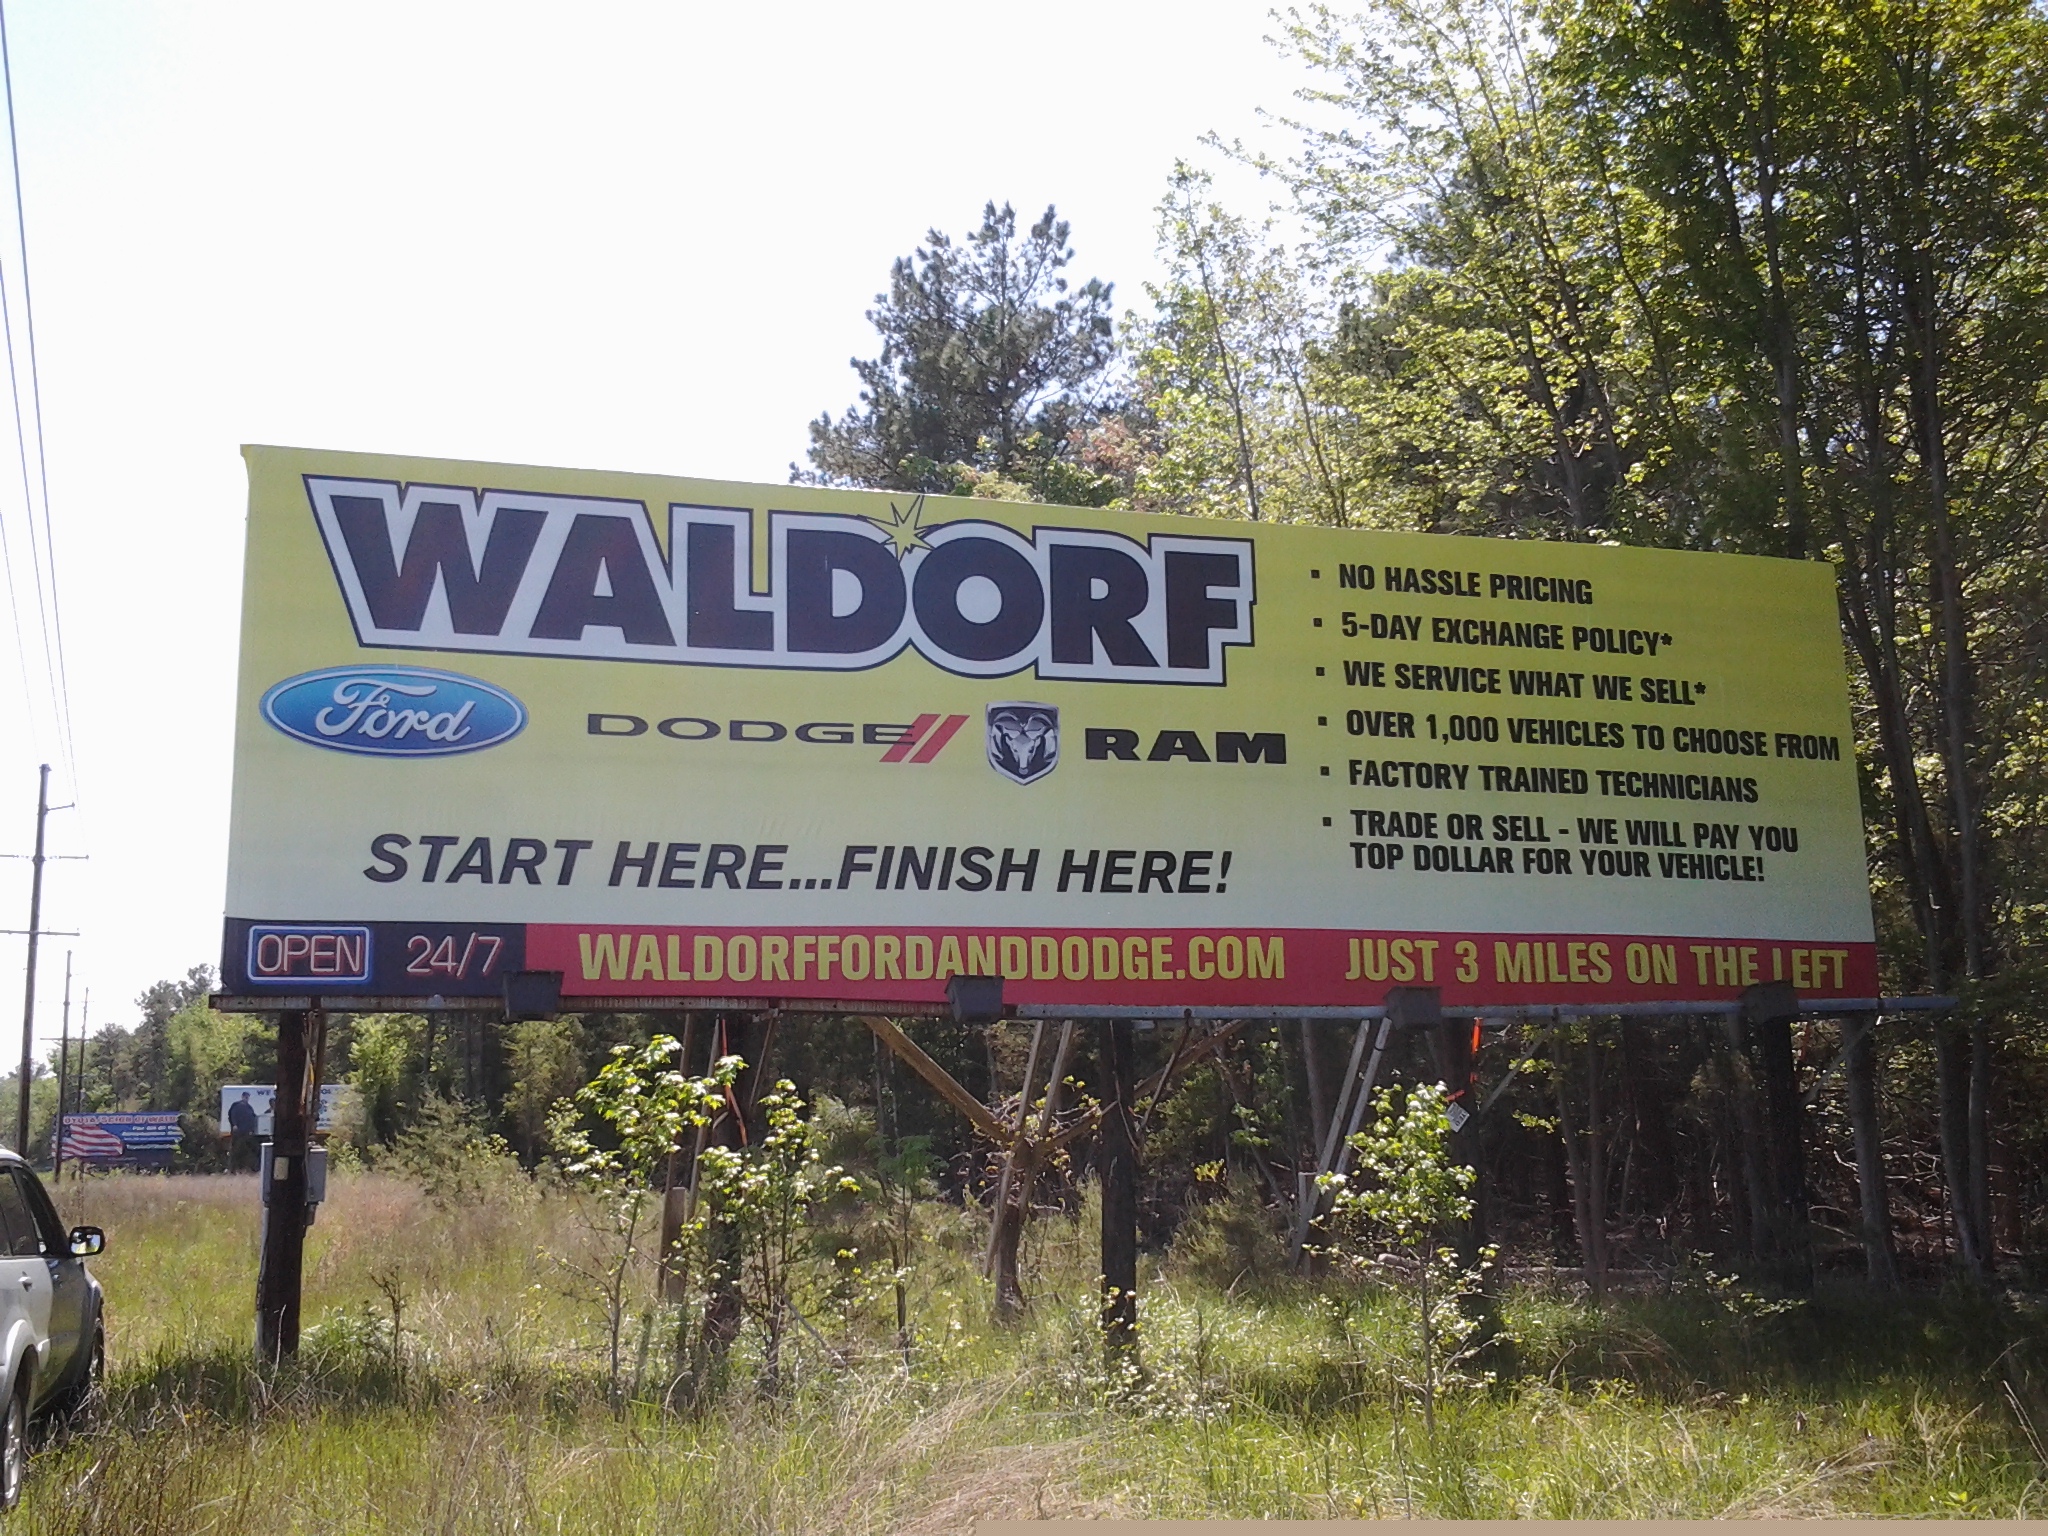 WALDORF
Ford
DODGE
RAM
START HERE...FINISH HERE!
▪ NO HASSLE PRICING
▪ 5-DAY EXCHANGE POLICY*
▪ WE SERVICE WHAT WE SELL*
▪ OVER 1,000 VEHICLES TO CHOOSE FROM
▪ FACTORY TRAINED TECHNICIANS
▪ TRADE OR SELL - WE WILL PAY YOU
TOP DOLLAR FOR YOUR VEHICLE!
OPEN 24/7
WALDORFFORDANDDODGE.COM
JUST 3 MILES ON THE LEFT